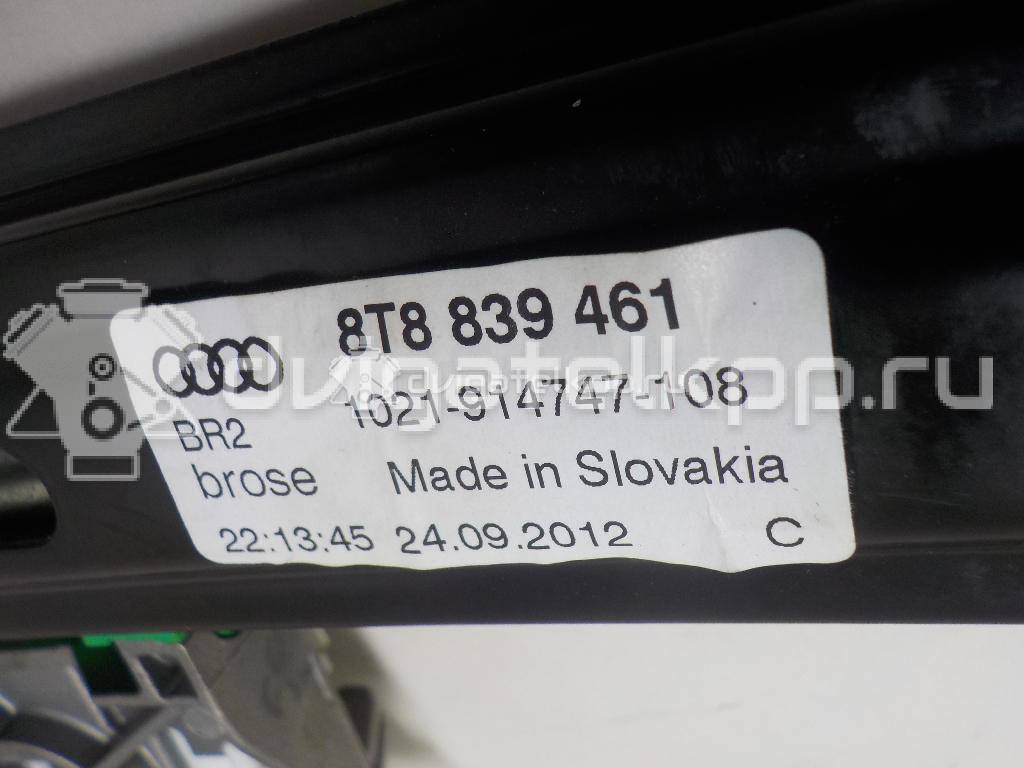 8T8 839 461
1021-914747-108
BR2
brose Made in Slovakia
22:13:45 24.09.2012 C
dvigatelkpp.ru